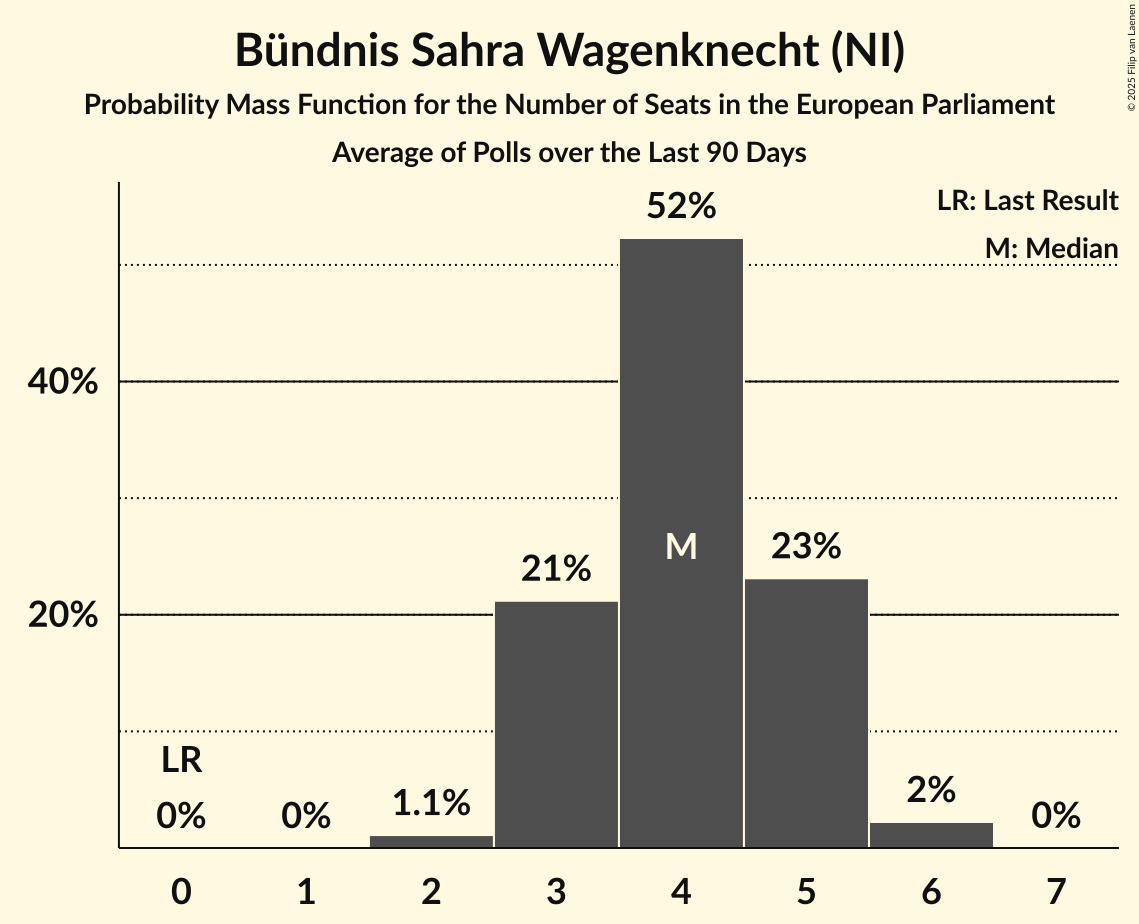 Bündnis Sahra Wagenknecht (NI)
Probability Mass Function for the Number of Seats in the European Parliament
Average of Polls over the Last 90 Days
© 2025 Filip van Laenen
LR: Last Result
M: Median
52%
40%
M
23%
21%
20%
LR
0%
0%
1.1%
2%
0%
0 1 2 3 4 5 6 7